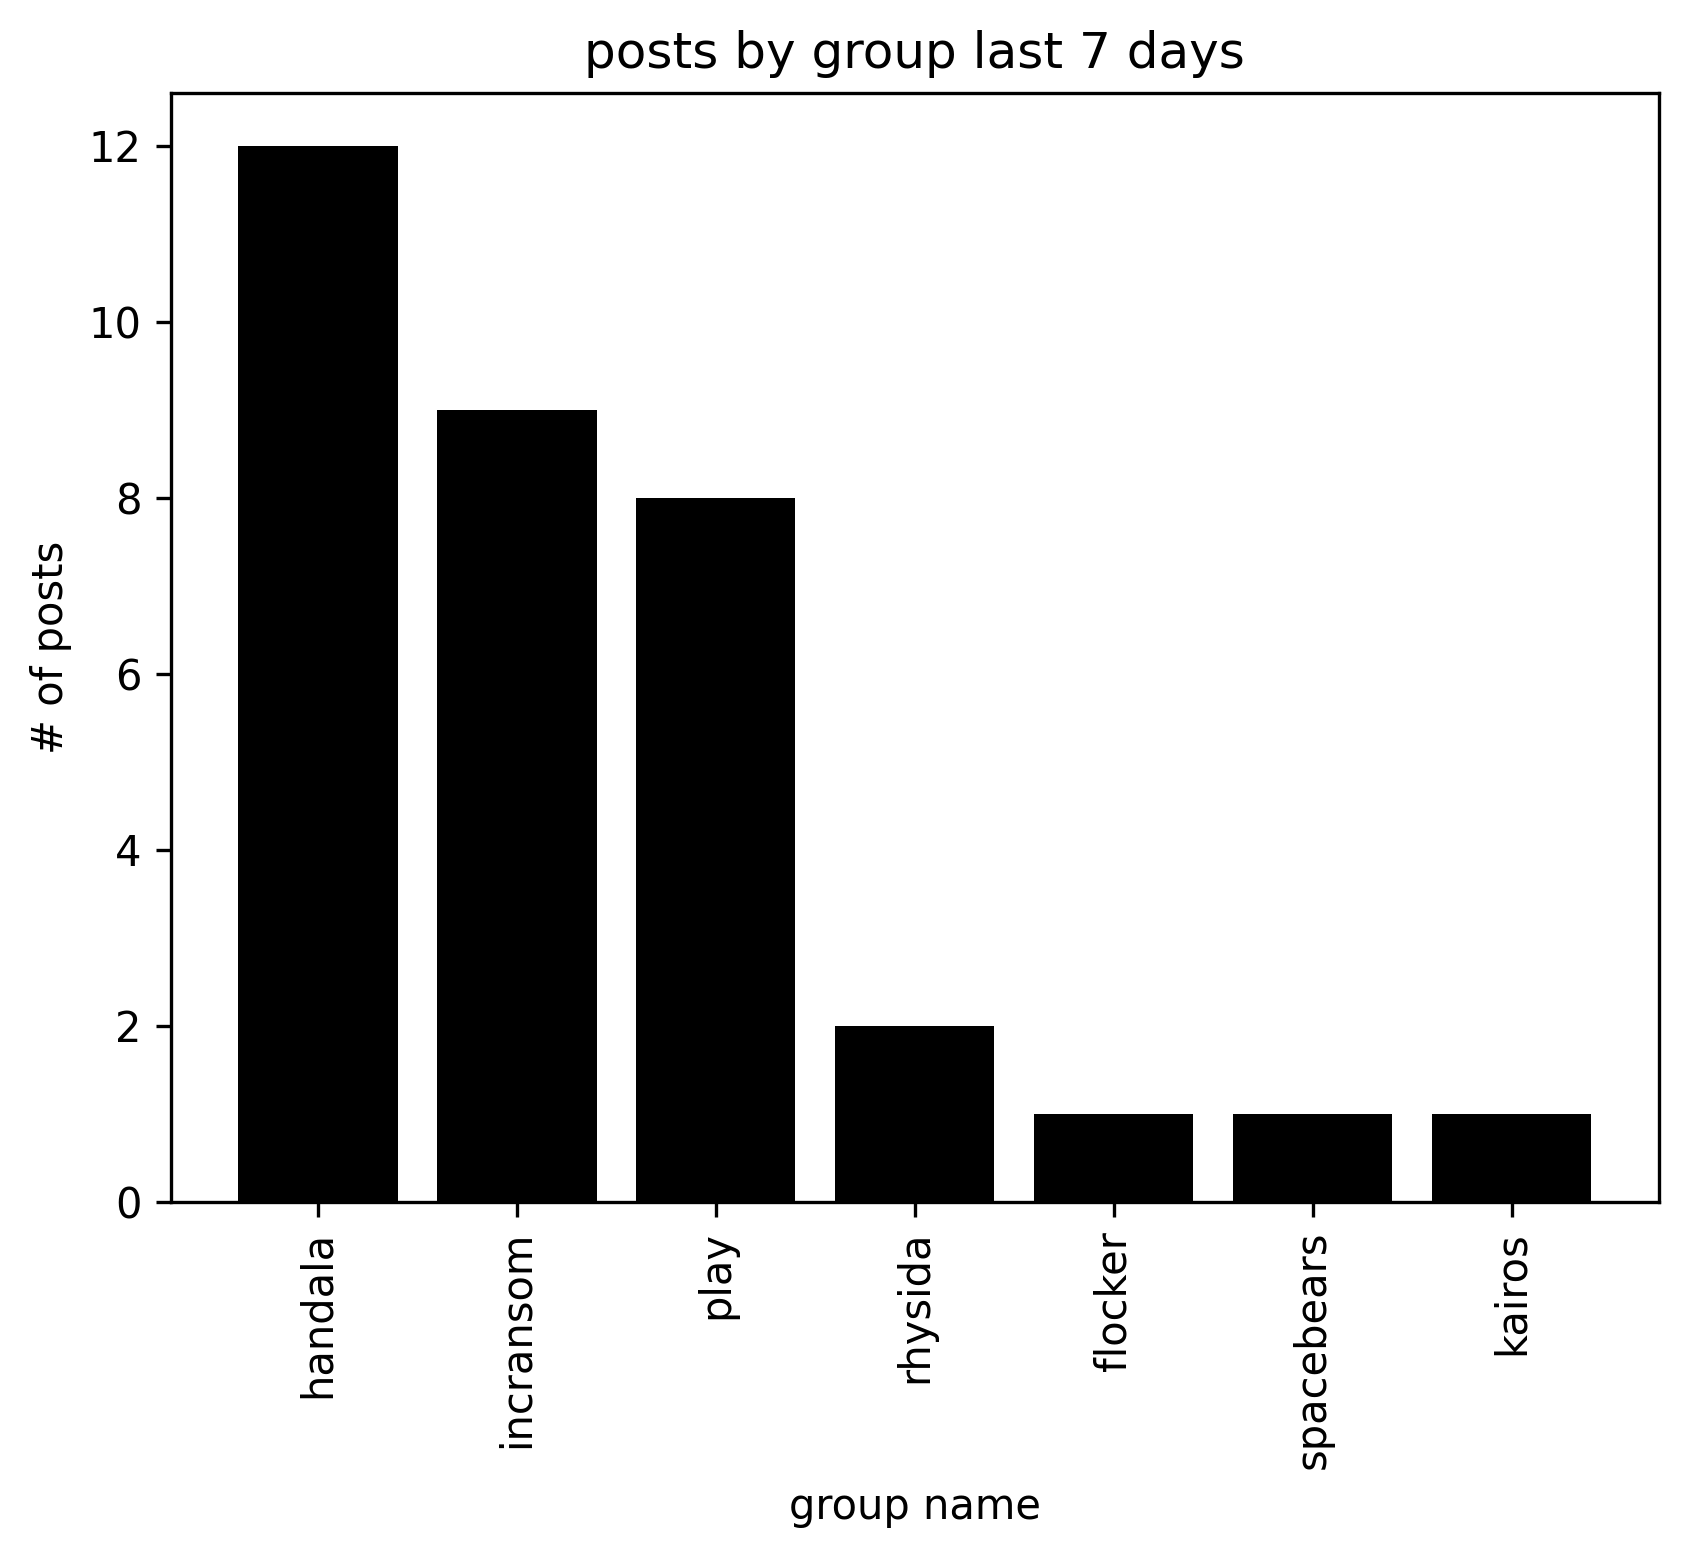 posts by group last 7 days
12
10
8
6
4
2
0
# of posts
handala
incransom
play
rhysida
flocker
spacebears
kairos
group name